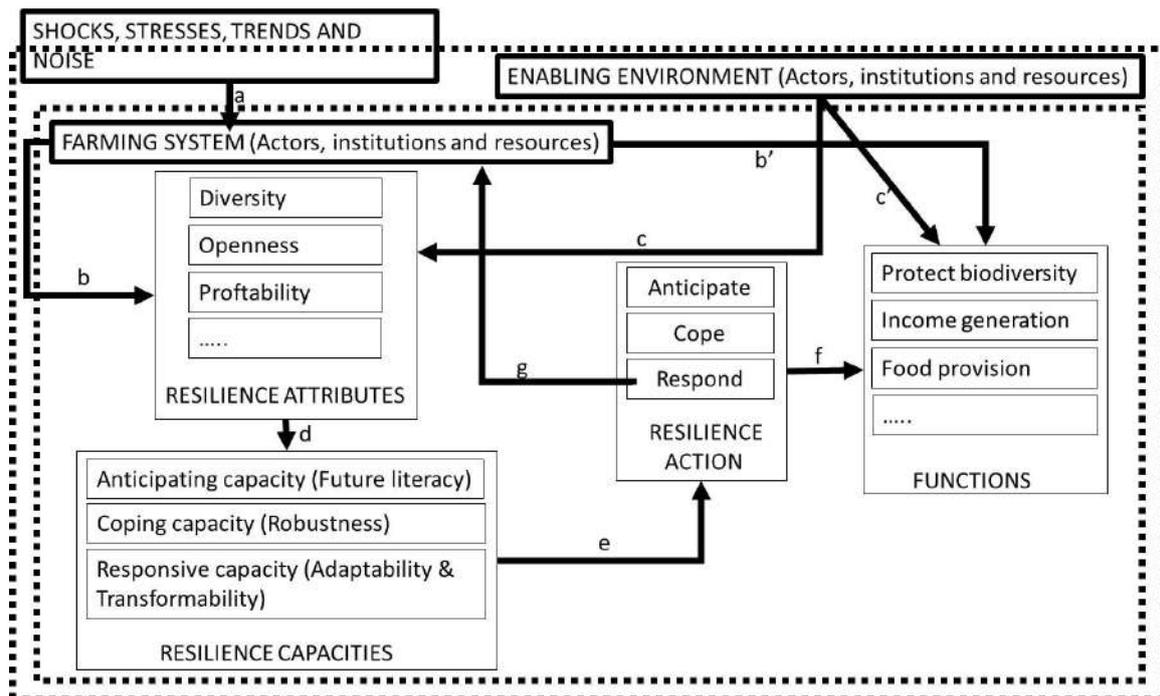 SHOCKS, STRESSES, TRENDS AND
NOISE
ENABLING ENVIRONMENT (Actors, institutions and resources)
a
FARMING SYSTEM (Actors, institutions and resources)
b'
c'
Diversity
Openness
Proftability
.....
RESILIENCE ATTRIBUTES
b
c
Anticipate
Cope
Respond
RESILIENCE
ACTION
g
f
Protect biodiversity
Income generation
Food provision
.....
FUNCTIONS
d
Anticipating capacity (Future literacy)
Coping capacity (Robustness)
Responsive capacity (Adaptability &
Transformability)
RESILIENCE CAPACITIES
e